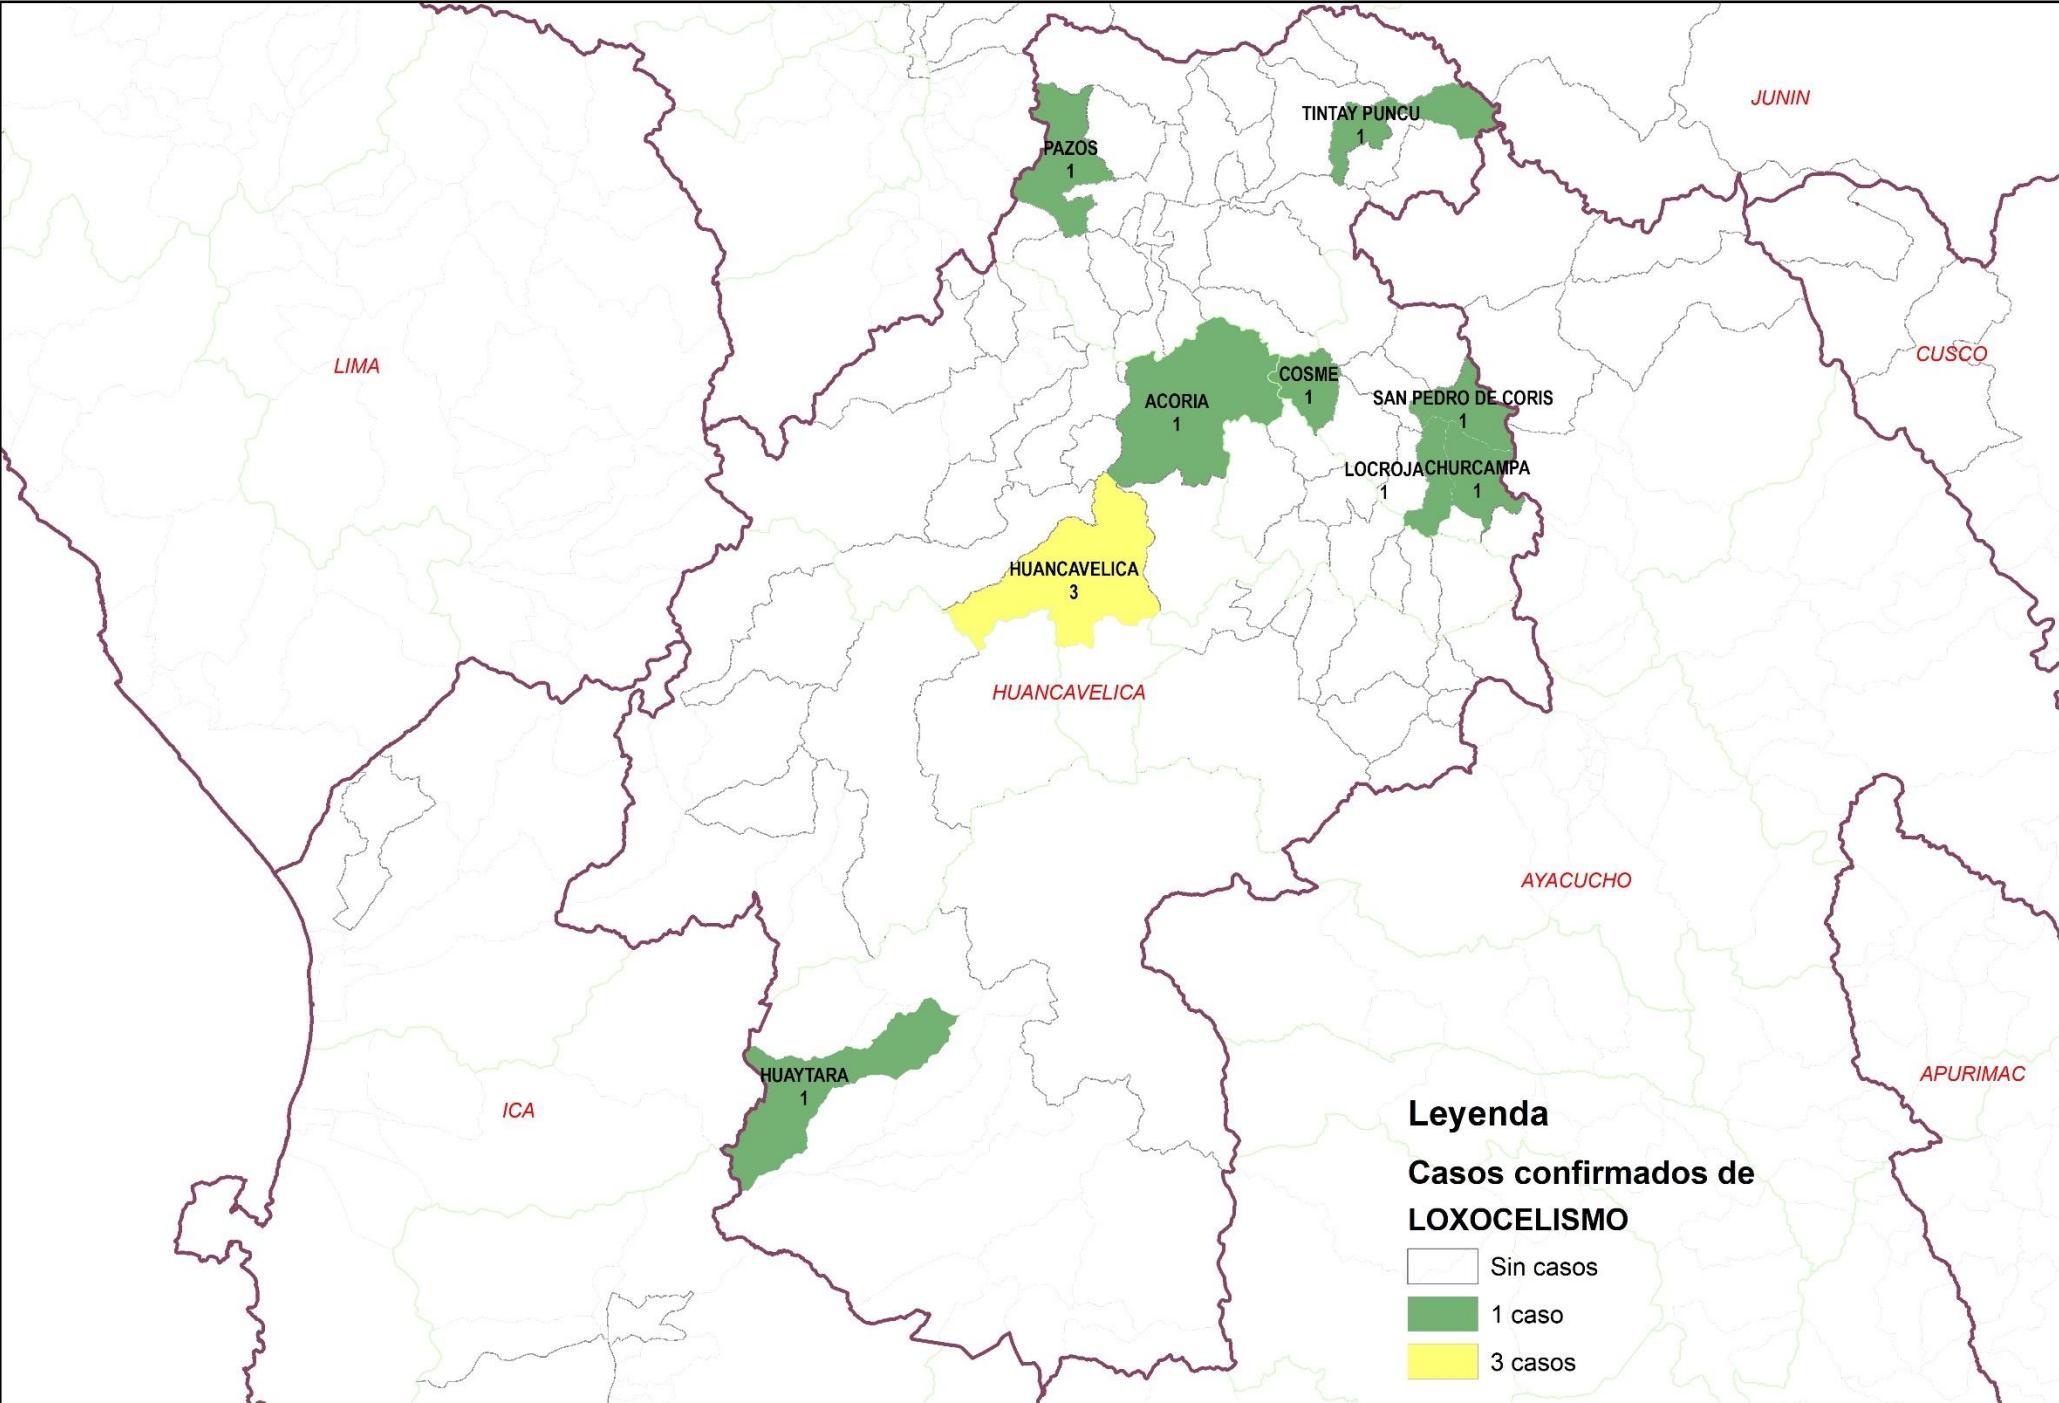 JUNIN
TINTAY PUNCU
1
PAZOS
1
LIMA
CUSCO
COSME
1
ACORIA
1
SAN PEDRO DE CORIS
1
LOCROJA
1
CHURCAMPA
1
HUANCAVELICA
3
HUANCAVELICA
AYACUCHO
HUAYTARA
1
ICA
APURIMAC
Leyenda
Casos confirmados de
LOXOCELISMO
Sin casos
1 caso
3 casos